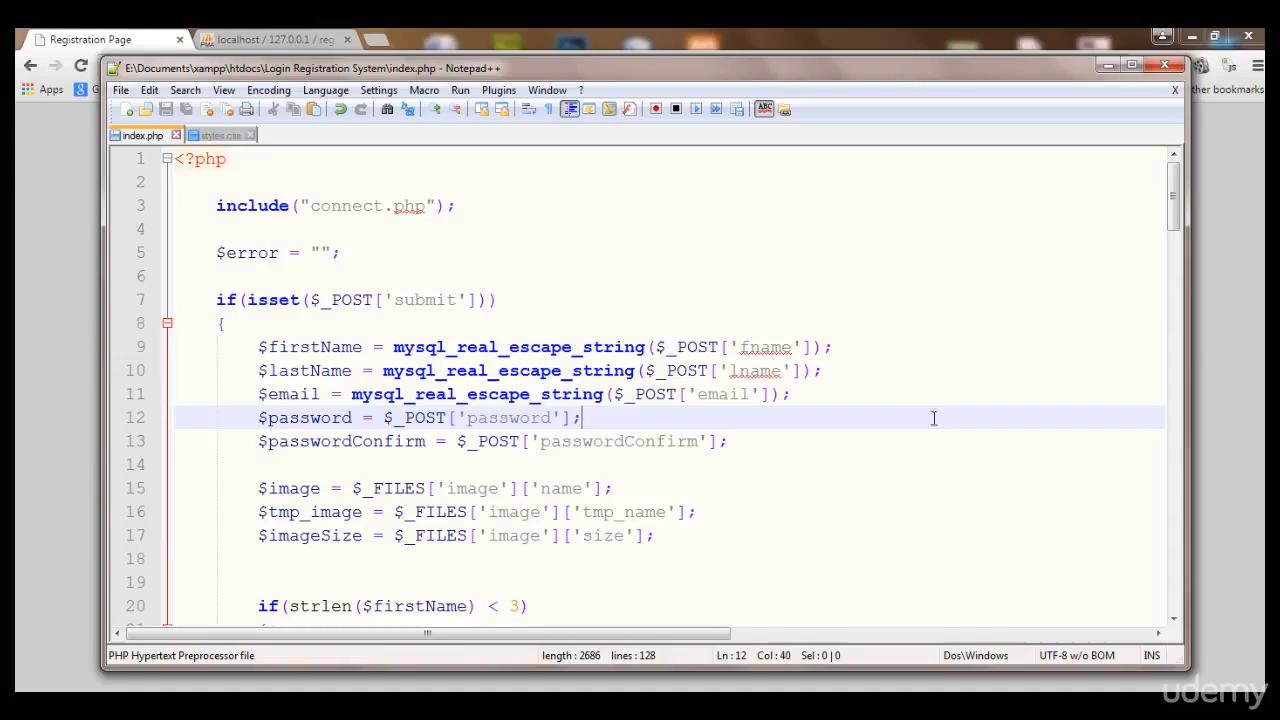 Registration Page
localhost / 127.0.0.1 / reg
Apps
other bookmarks
E:\Documents\xampp\htdocs\Login Registration System\index.php - Notepad++
File Edit Search View Encoding Language Settings Macro Run Plugins Window ? X
index.php styles.css
1 <?php
2
3 include("connect.php");
4
5 $error = "";
6
7 if(isset($_POST['submit']))
8 {
9 $firstName = mysql_real_escape_string($_POST['fname']);
10 $lastName = mysql_real_escape_string($_POST['lname']);
11 $email = mysql_real_escape_string($_POST['email']);
12 $password = $_POST['password'];
13 $passwordConfirm = $_POST['passwordConfirm'];
14
15 $image = $_FILES['image']['name'];
16 $tmp_image = $_FILES['image']['tmp_name'];
17 $imageSize = $_FILES['image']['size'];
18
19
20 if(strlen($firstName) < 3)
PHP Hypertext Preprocessor file length : 2686 lines : 128 Ln : 12 Col : 40 Sel : 0 | 0 Dos\Windows UTF-8 w/o BOM INS
udemy